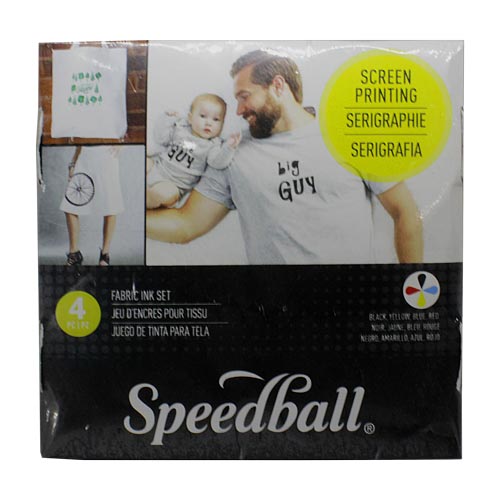 SCREEN
PRINTING
SERIGRAPHIE
SERIGRAFIA
GUY
big
GUY
4
PC | PZ
FABRIC INK SET
JEU D'ENCRES POUR TISSU
JUEGO DE TINTA PARA TELA
BLACK, YELLOW, BLUE, RED
NOIR, JAUNE, BLEU, ROUGE
NEGRO, AMARILLO, AZUL, ROJO
Speedball®